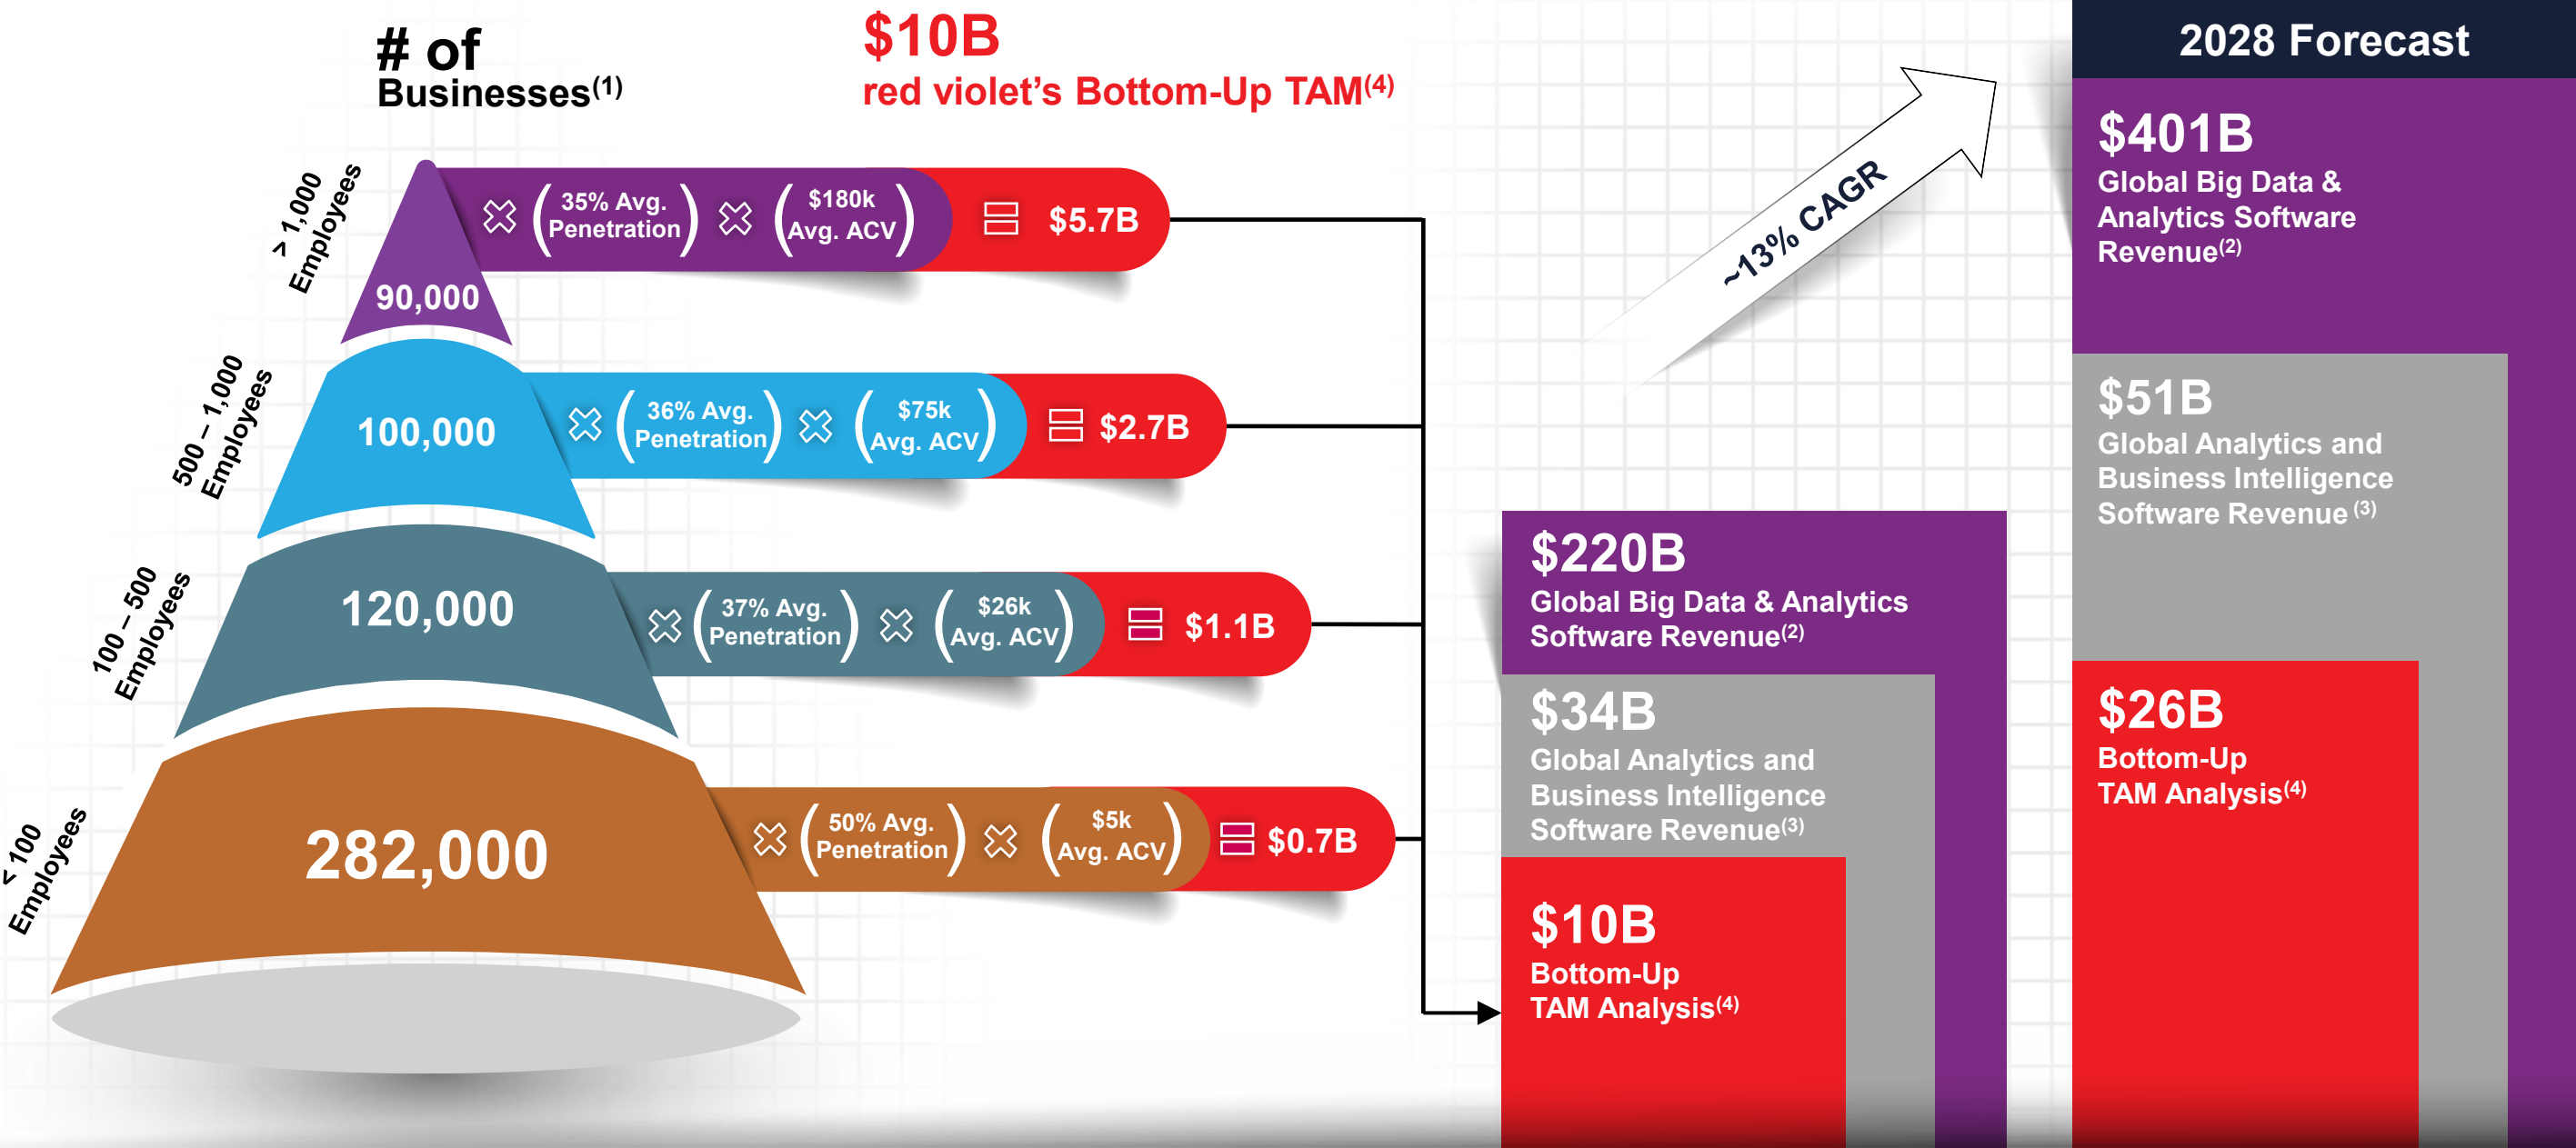 # of
Businesses(1)
$10B
red violet's Bottom-Up TAM(4)
> 1,000
Employees
90,000
35% Avg.
Penetration
$180k
Avg. ACV
$5.7B
500 – 1,000
Employees
100,000
36% Avg.
Penetration
$75k
Avg. ACV
$2.7B
100 – 500
Employees
120,000
37% Avg.
Penetration
$26k
Avg. ACV
$1.1B
< 100
Employees
282,000
50% Avg.
Penetration
$5k
Avg. ACV
$0.7B
~13% CAGR
$220B
Global Big Data & Analytics
Software Revenue(2)
$34B
Global Analytics and
Business Intelligence
Software Revenue(3)
$10B
Bottom-Up
TAM Analysis(4)
2028 Forecast
$401B
Global Big Data &
Analytics Software
Revenue(2)
$51B
Global Analytics and
Business Intelligence
Software Revenue (3)
$26B
Bottom-Up
TAM Analysis(4)